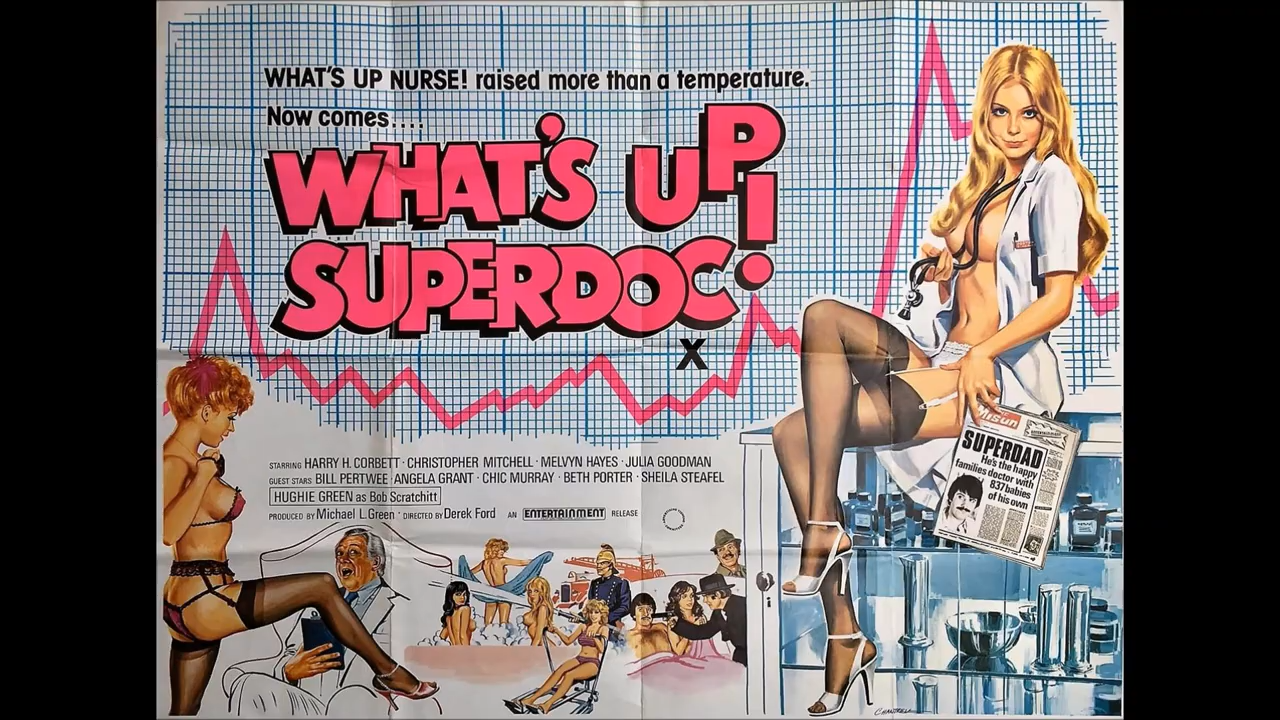 WHAT'S UP NURSE! raised more than a temperature.
Now comes....
WHAT'S UP!
SUPERDOC!
X
STARRING HARRY H. CORBETT · CHRISTOPHER MITCHELL · MELVYN HAYES · JULIA GOODMAN
GUEST STARS BILL PERTWEE · ANGELA GRANT · CHIC MURRAY · BETH PORTER · SHEILA STEAFEL
HUGHIE GREEN as Bob Scratchitt
PRODUCED BY Michael L. Green · DIRECTED BY Derek Ford AN ENTERTAINMENT RELEASE
SUPERDAD
He's the happy
families doctor with
837 babies
of his own
CHANTRELL